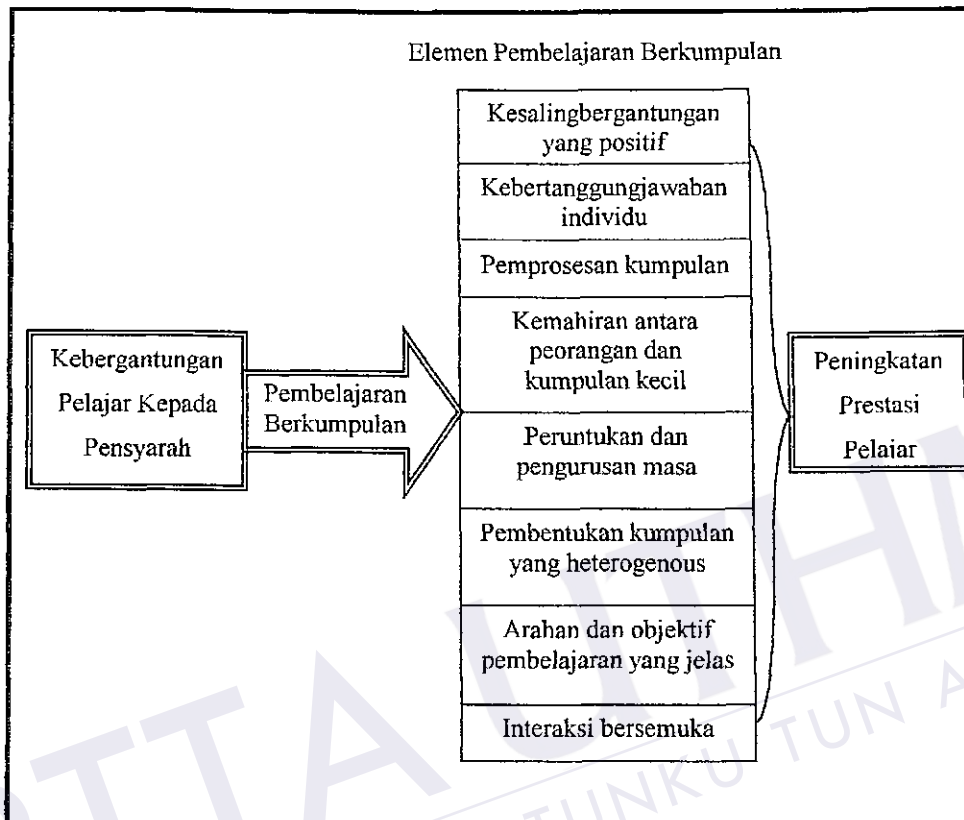 Elemen Pembelajaran Berkumpulan
Kesalingbergantungan
yang positif
Kebertanggungjawaban
individu
Pemprosesan kumpulan
Kemahiran antara
peorangan dan
kumpulan kecil
Peruntukan dan
pengurusan masa
Pembentukan kumpulan
yang heterogenous
Arahan dan objektif
pembelajaran yang jelas
Interaksi bersemuka
Kebergantungan
Pelajar Kepada
Pensyarah
Pembelajaran
Berkumpulan
Peningkatan
Prestasi
Pelajar
PTTA UTHM
TUNKU TUN A